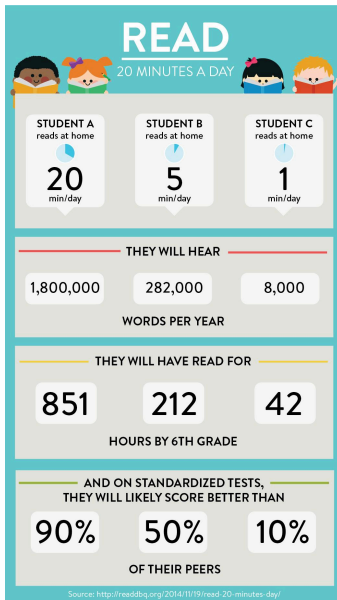 READ
20 MINUTES A DAY
STUDENT A
reads at home
20
min/day
STUDENT B
reads at home
5
min/day
STUDENT C
reads at home
1
min/day
THEY WILL HEAR
1,800,000 282,000 8,000
WORDS PER YEAR
THEY WILL HAVE READ FOR
851 212 42
HOURS BY 6TH GRADE
AND ON STANDARDIZED TESTS,
THEY WILL LIKELY SCORE BETTER THAN
90% 50% 10%
OF THEIR PEERS
Source: http://readdbq.org/2014/11/19/read-20-minutes-day/